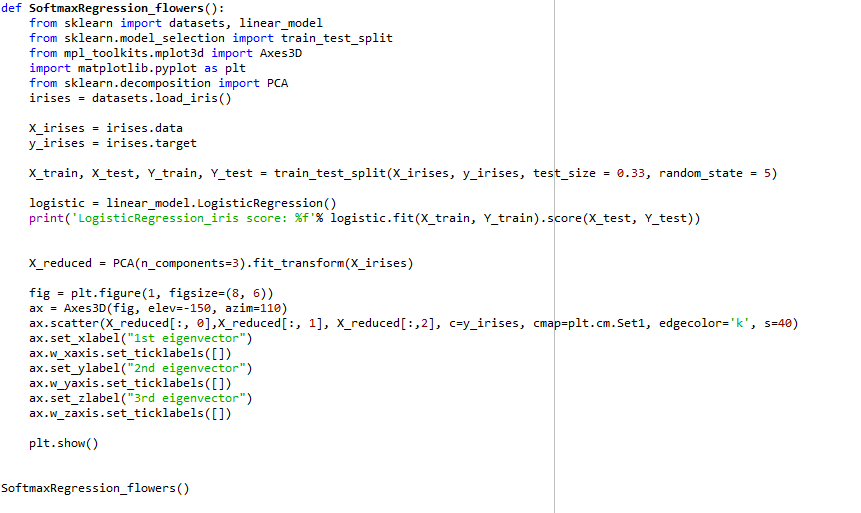 def SoftmaxRegression_flowers():
    from sklearn import datasets, linear_model
    from sklearn.model_selection import train_test_split
    from mpl_toolkits.mplot3d import Axes3D
    import matplotlib.pyplot as plt
    from sklearn.decomposition import PCA
    irises = datasets.load_iris()

    X_irises = irises.data
    y_irises = irises.target

    X_train, X_test, Y_train, Y_test = train_test_split(X_irises, y_irises, test_size = 0.33, random_state = 5)

    logistic = linear_model.LogisticRegression()
    print('LogisticRegression_iris score: %f'% logistic.fit(X_train, Y_train).score(X_test, Y_test))


    X_reduced = PCA(n_components=3).fit_transform(X_irises)

    fig = plt.figure(1, figsize=(8, 6))
    ax = Axes3D(fig, elev=-150, azim=110)
    ax.scatter(X_reduced[:, 0],X_reduced[:, 1], X_reduced[:,2], c=y_irises, cmap=plt.cm.Set1, edgecolor='k', s=40)
    ax.set_xlabel("1st eigenvector")
    ax.w_xaxis.set_ticklabels([])
    ax.set_ylabel("2nd eigenvector")
    ax.w_yaxis.set_ticklabels([])
    ax.set_zlabel("3rd eigenvector")
    ax.w_zaxis.set_ticklabels([])

    plt.show()


SoftmaxRegression_flowers()